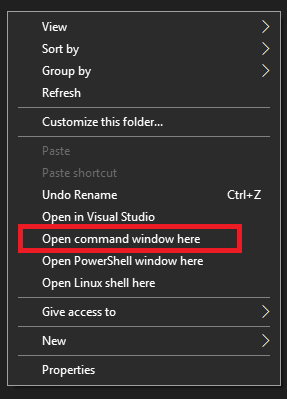 View
Sort by
Group by
Refresh
Customize this folder...
Paste
Paste shortcut
Undo Rename Ctrl+Z
Open in Visual Studio
Open command window here
Open PowerShell window here
Open Linux shell here
Give access to
New
Properties